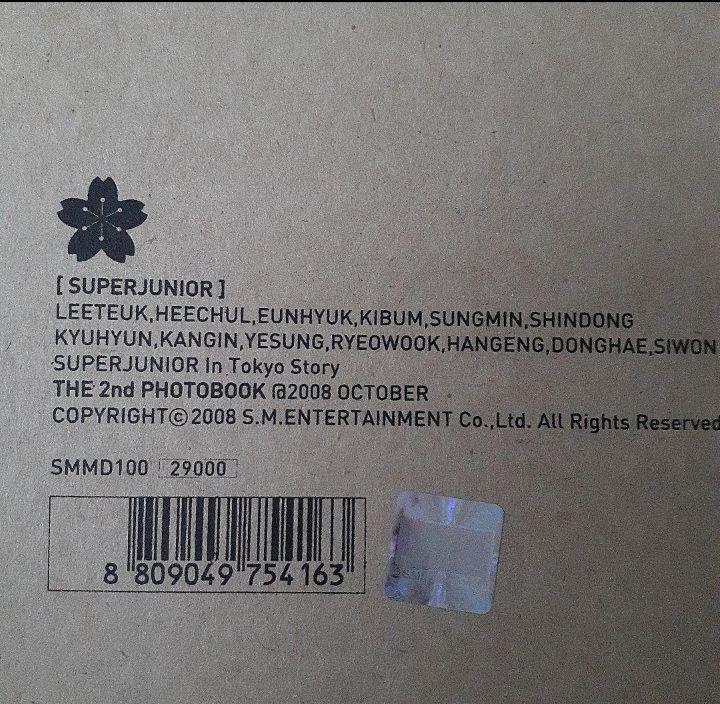 [ SUPERJUNIOR ]
LEETEUK,HEECHUL,EUNHYUK,KIBUM,SUNGMIN,SHINDONG
KYUHYUN,KANGIN,YESUNG,RYEOWOOK,HANGENG,DONGHAE,SIWON
SUPERJUNIOR In Tokyo Story
THE 2nd PHOTOBOOK @2008 OCTOBER
COPYRIGHT©2008 S.M.ENTERTAINMENT Co.,Ltd. All Rights Reserved
SMMD100 29000
8 809049 754163